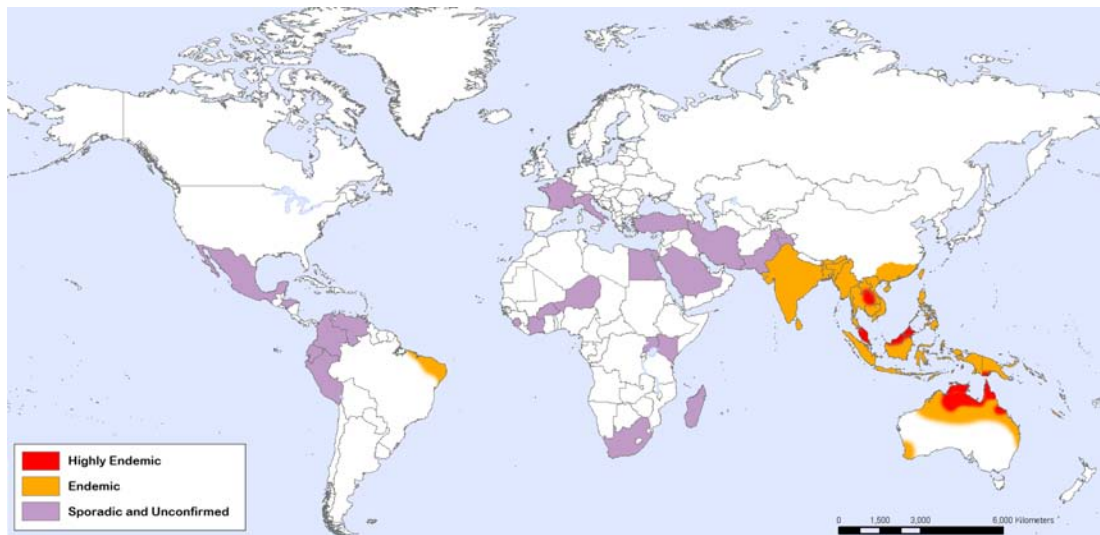 Highly Endemic
Endemic
Sporadic and Unconfirmed
0 1,500 3,000 6,000 Kilometers